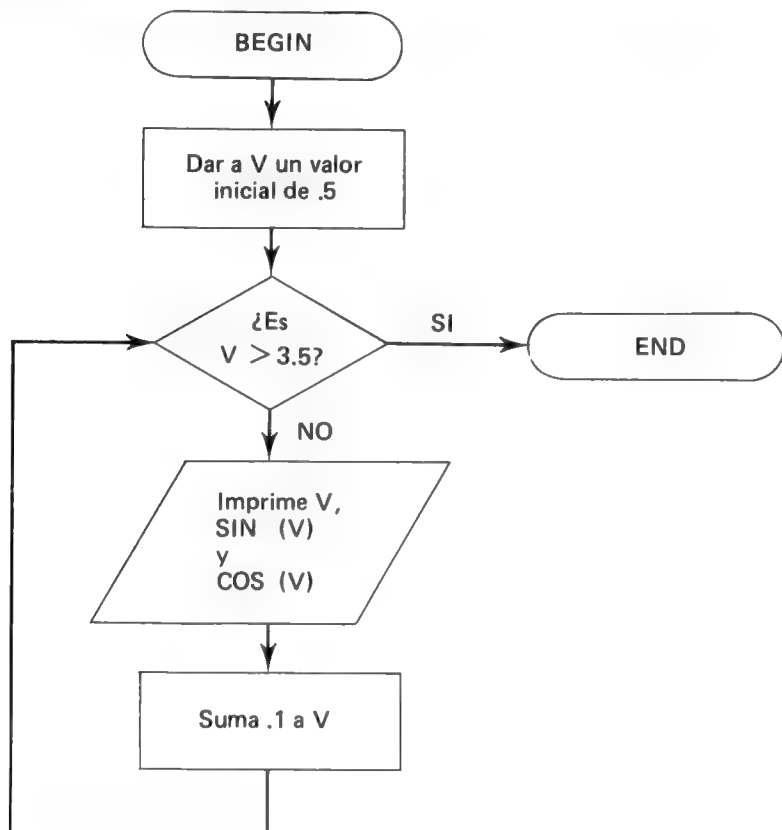 BEGIN
Dar a V un valor
inicial de .5
¿Es
V > 3.5?
SI
END
NO
Imprime V,
SIN (V)
y
COS (V)
Suma .1 a V